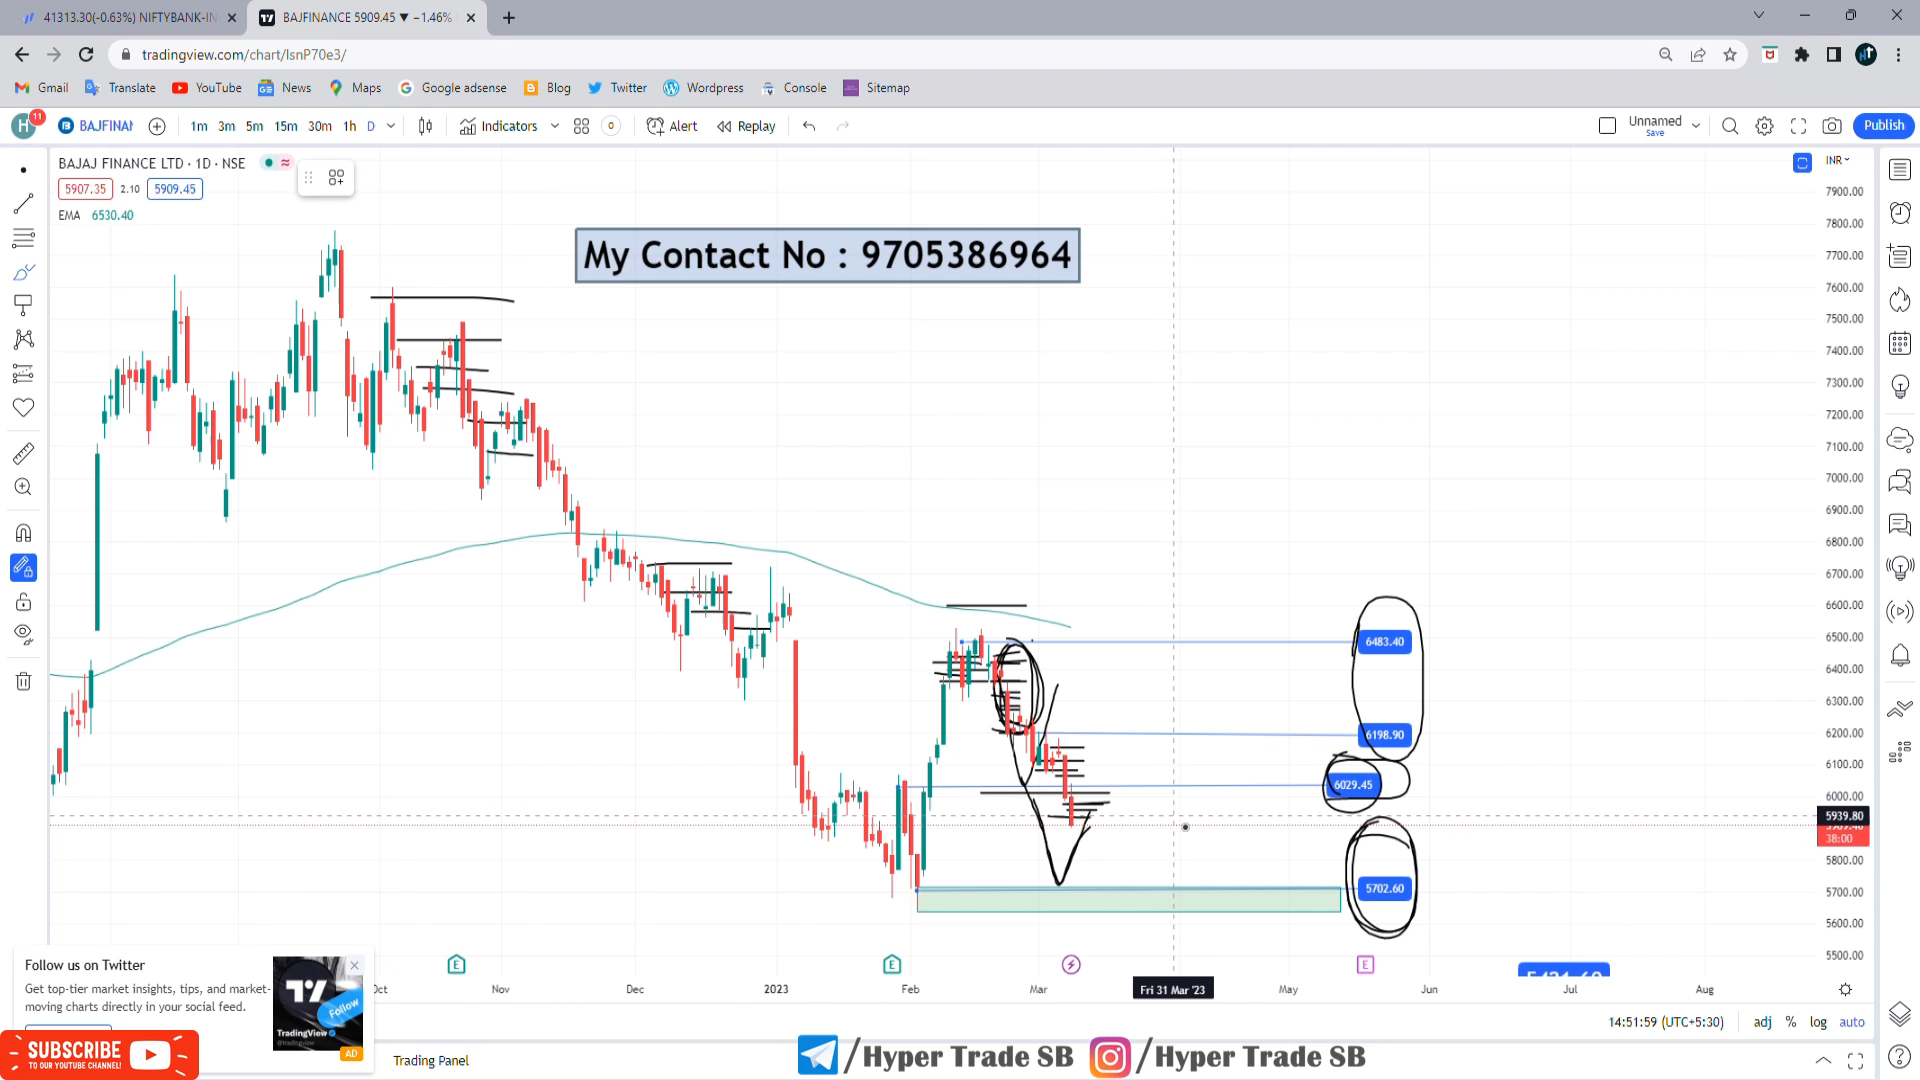 41313.30(-0.63%) NIFTYBANK-IN
BAJFINANCE 5909.45 ▼ −1.46%
tradingview.com/chart/lsnP70e3/
Gmail Translate YouTube News Maps Google adsense Blog Twitter Wordpress Console Sitemap
H 11 BAJFINAN 1m 3m 5m 15m 30m 1h D Indicators Alert Replay Unnamed Save Publish
BAJAJ FINANCE LTD · 1D · NSE
INR
5907.35 2.10 5909.45
EMA 6530.40
My Contact No : 9705386964
7900.00
7800.00
7700.00
7600.00
7500.00
7400.00
7300.00
7200.00
7100.00
7000.00
6900.00
6800.00
6700.00
6600.00
6500.00
6400.00
6300.00
6200.00
6100.00
6000.00
5939.80
38:00
5800.00
5700.00
5600.00
5500.00
6483.40
6198.90
6029.45
5702.60
Nov Dec 2023 Feb Mar Fri 31 Mar '23 May Jun Jul Aug
Follow us on Twitter
Get top-tier market insights, tips, and market-
moving charts directly in your social feed.
Follow
TradingView
@tradingview
AD
14:51:59 (UTC+5:30) adj % log auto
SUBSCRIBE
TO OUR YOUTUBE CHANNEL!
Trading Panel
/Hyper Trade SB /Hyper Trade SB